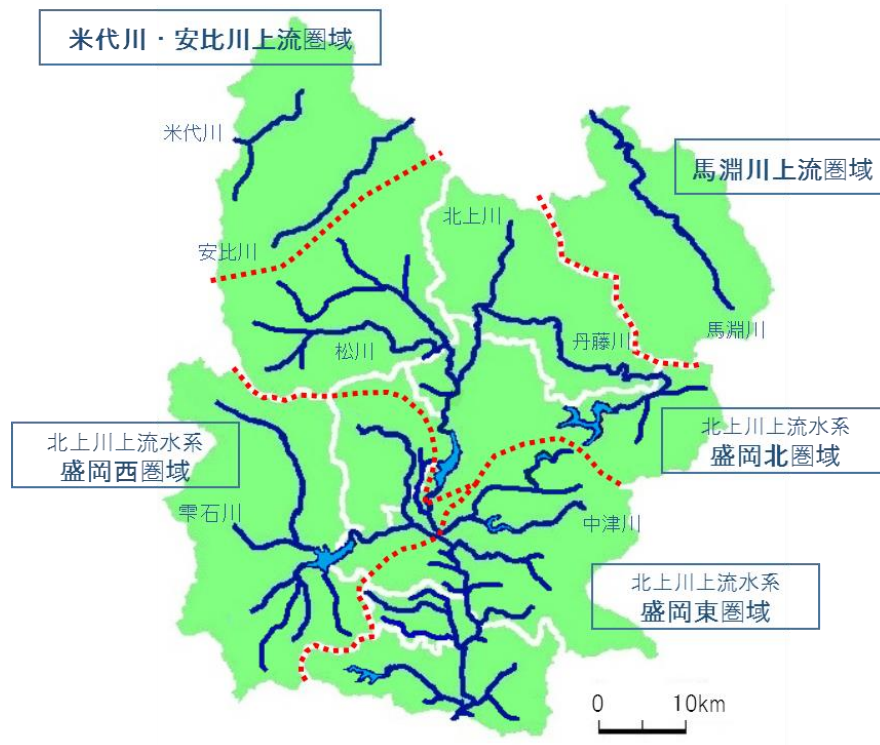 米代川・安比川上流圏域
米代川
馬淵川上流圏域
北上川
安比川
馬淵川
丹藤川
松川
北上川上流水系
盛岡西圏域
北上川上流水系
盛岡北圏域
雫石川
中津川
北上川上流水系
盛岡東圏域
0 10km